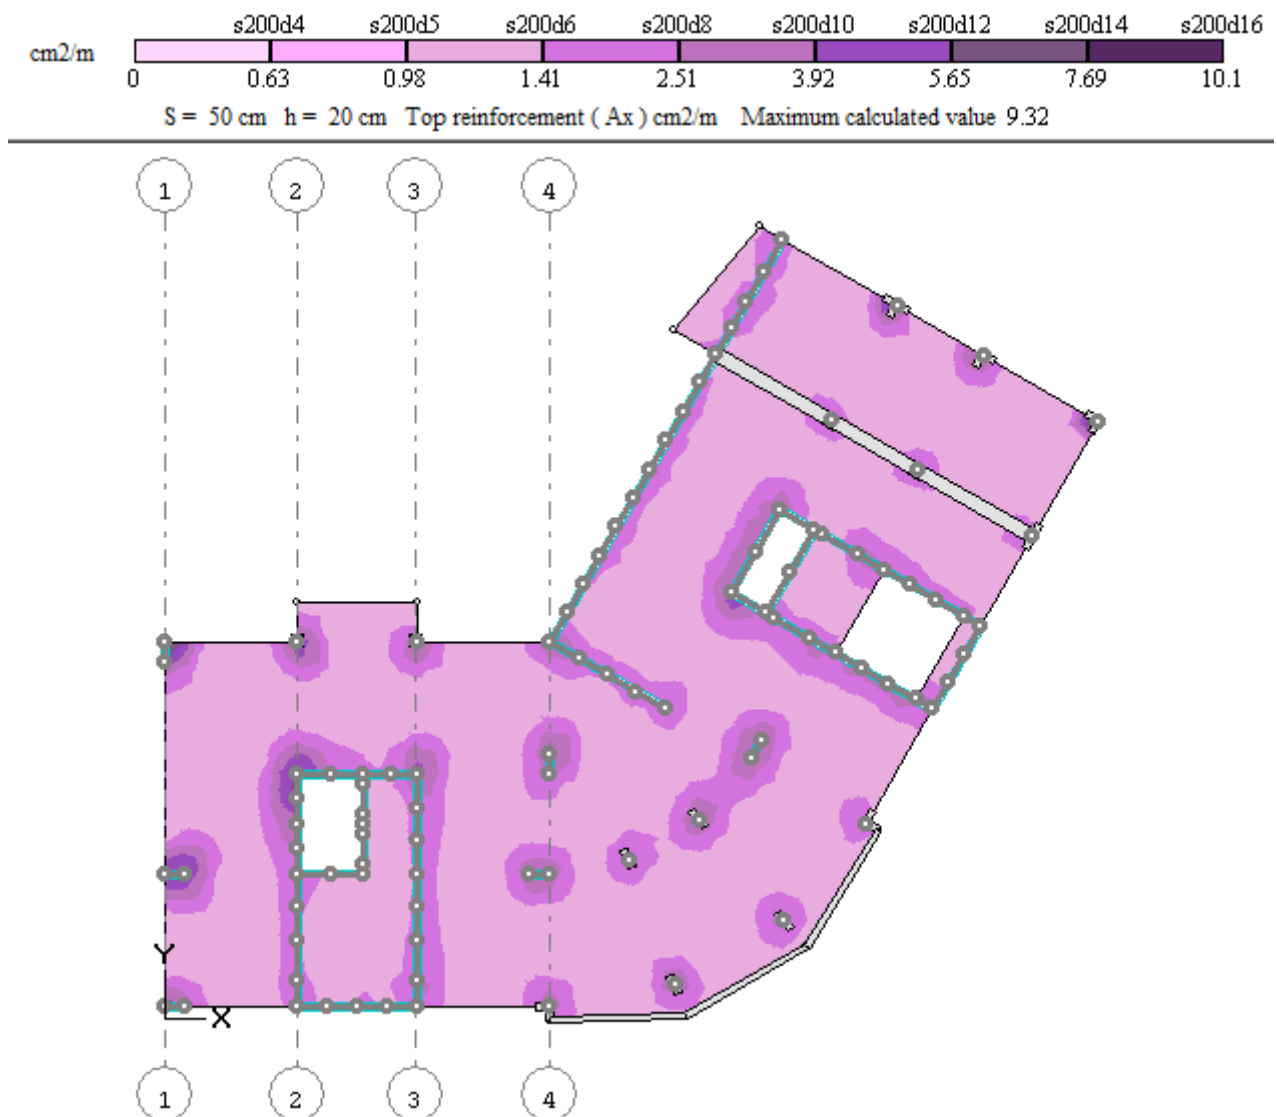 s200d4 s200d5 s200d6 s200d8 s200d10 s200d12 s200d14 s200d16
cm2/m
0 0.63 0.98 1.41 2.51 3.92 5.65 7.69 10.1
S = 50 cm h = 20 cm Top reinforcement ( Ax ) cm2/m Maximum calculated value 9.32
1 2 3 4
Y
X
1 2 3 4